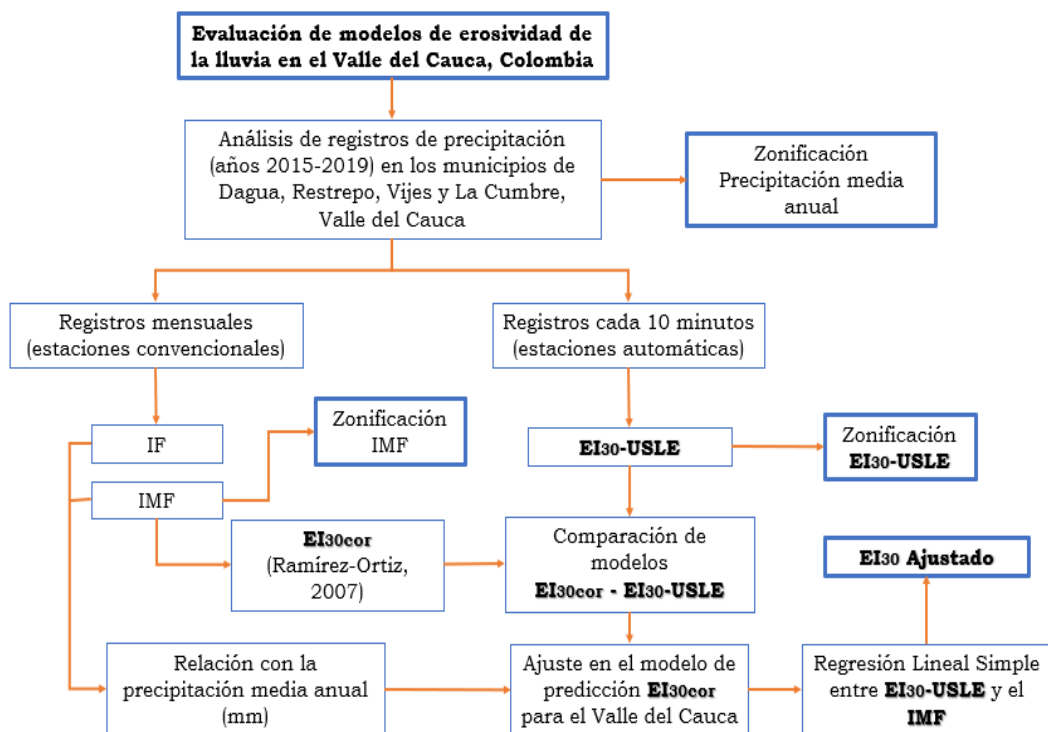 Evaluación de modelos de erosividad de
la lluvia en el Valle del Cauca, Colombia
Análisis de registros de precipitación
(años 2015-2019) en los municipios de
Dagua, Restrepo, Vijes y La Cumbre,
Valle del Cauca
Zonificación
Precipitación media
anual
Registros mensuales
(estaciones convencionales)
Registros cada 10 minutos
(estaciones automáticas)
IF
Zonificación
IMF
EI30-USLE
Zonificación
EI30-USLE
IMF
EI30cor
(Ramírez-Ortiz,
2007)
Comparación de
modelos
EI30cor - EI30-USLE
EI30 Ajustado
Relación con la
precipitación media anual
(mm)
Ajuste en el modelo de
predicción EI30cor
para el Valle del Cauca
Regresión Lineal Simple
entre EI30-USLE y el
IMF